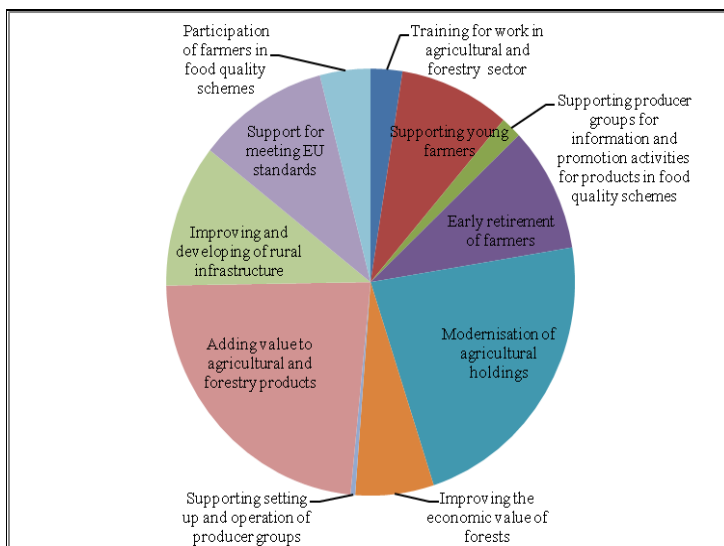 Participation
of farmers in
food quality
schemes
Training for work in
agricultural and
forestry sector
Supporting young
farmers
Supporting producer
groups for
information and
promotion activities
for products in food
quality schemes
Early retirement
of farmers
Modernisation of
agricultural
holdings
Improving the
economic value of
forests
Supporting setting
up and operation of
producer groups
Adding value to
agricultural and
forestry products
Improving and
developing of rural
infrastructure
Support for
meeting EU
standards